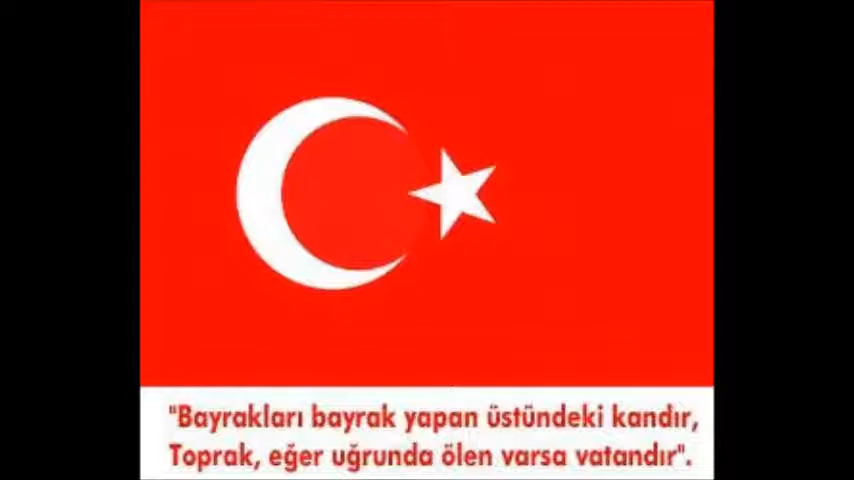 "Bayrakları bayrak yapan üstündeki kandır,
Toprak, eğer uğrunda ölen varsa vatandır".